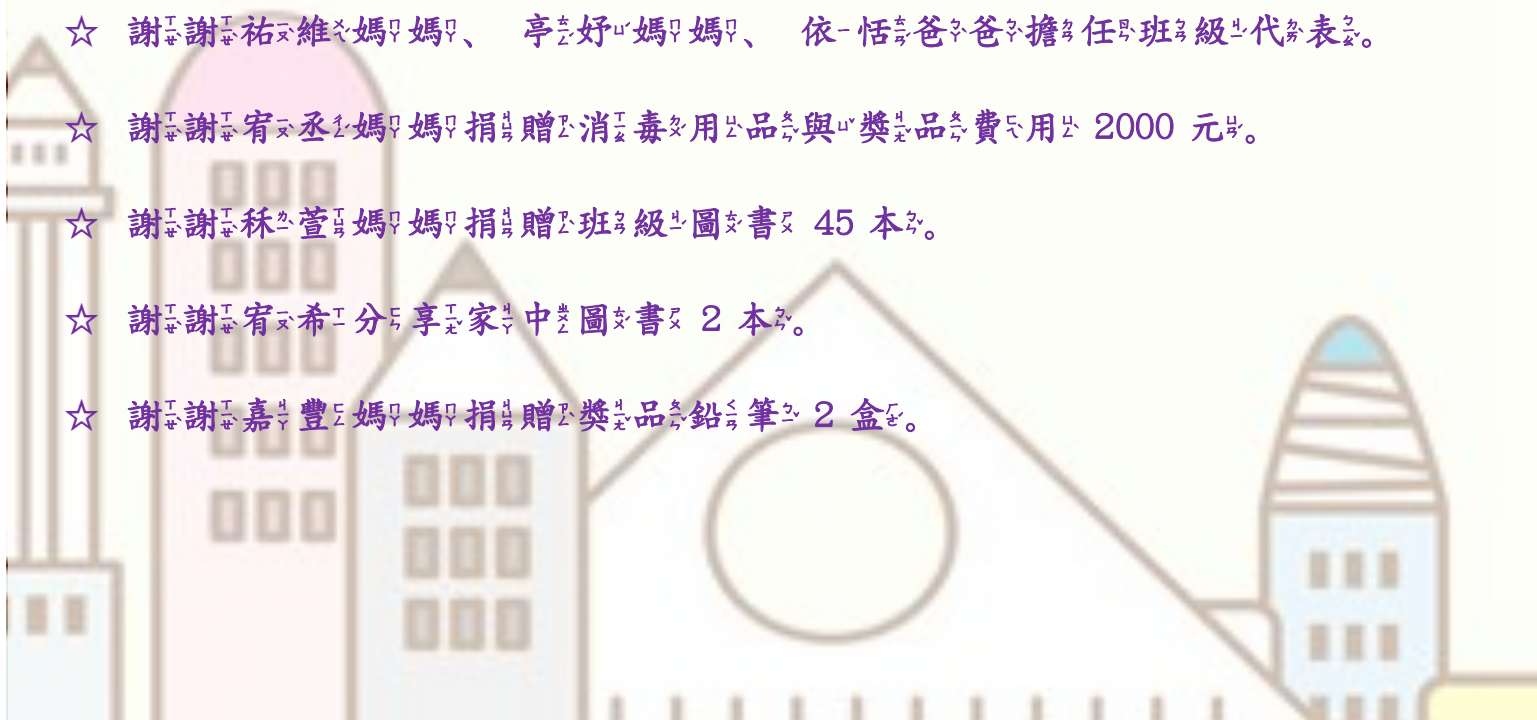 ☆ 謝謝祐維媽媽、 亭妤媽媽、 依恬爸爸擔任班級代表。
☆ 謝謝宥丞媽媽捐贈消毒用品與獎品費用 2000 元。
☆ 謝謝秝萱媽媽捐贈班級圖書 45 本。
☆ 謝謝宥希分享家中圖書 2 本。
☆ 謝謝嘉豐媽媽捐贈獎品鉛筆 2 盒。